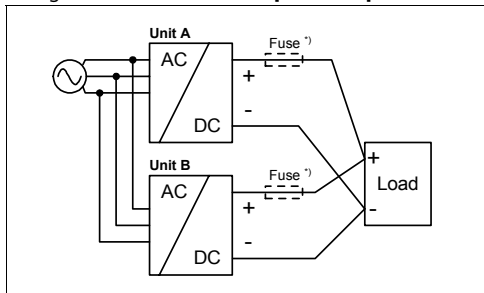 Unit A
AC
Fuse *)
+
-
DC
Unit B
AC
Fuse *)
+
-
DC
+
Load
-